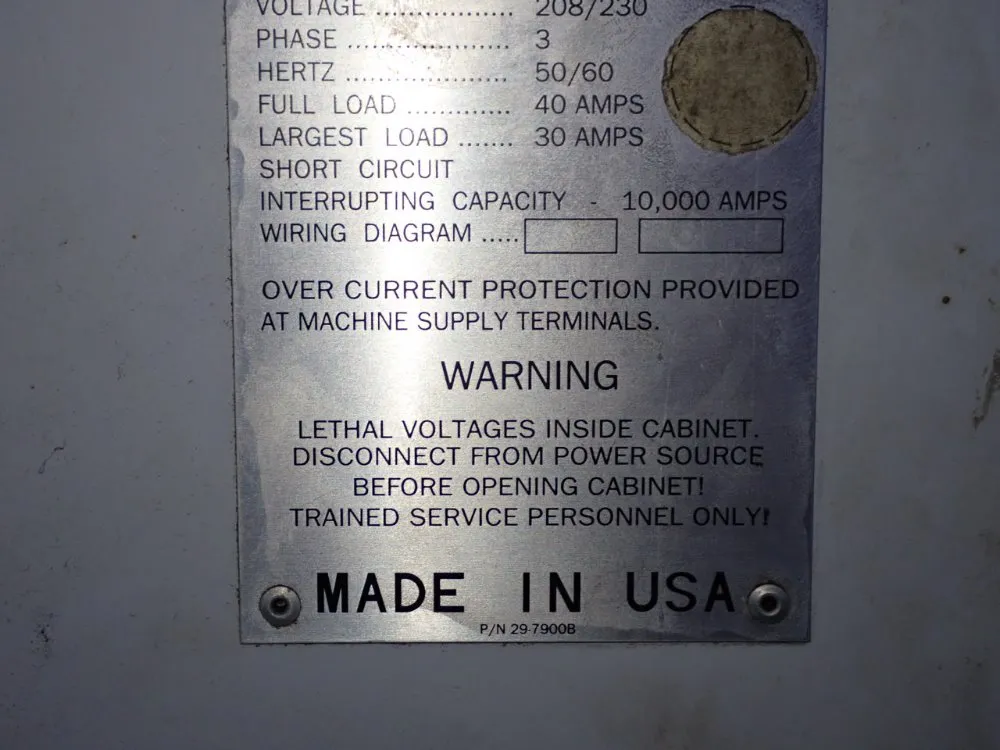 VOLTAGE ................. 208/230
PHASE .................... 3
HERTZ .................... 50/60
FULL LOAD ............. 40 AMPS
LARGEST LOAD ....... 30 AMPS
SHORT CIRCUIT
INTERRUPTING CAPACITY - 10,000 AMPS
WIRING DIAGRAM .....
OVER CURRENT PROTECTION PROVIDED
AT MACHINE SUPPLY TERMINALS.
WARNING
LETHAL VOLTAGES INSIDE CABINET.
DISCONNECT FROM POWER SOURCE
BEFORE OPENING CABINET!
TRAINED SERVICE PERSONNEL ONLY!
MADE IN USA
P/N 29-7900B